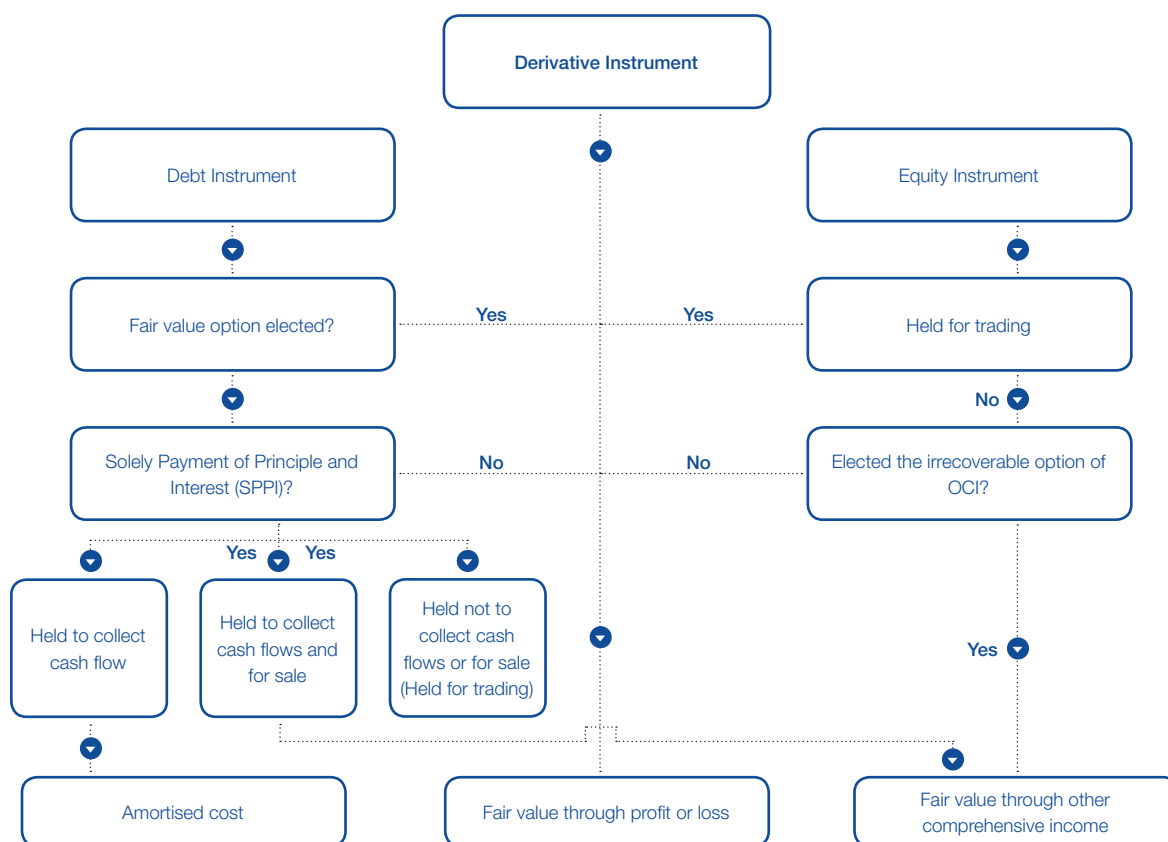 Derivative Instrument
Debt Instrument
Equity Instrument
Fair value option elected?
Yes
Yes
Held for trading
No
Solely Payment of Principle and
Interest (SPPI)?
No
No
Elected the irrecoverable option of
OCI?
Yes
Yes
Held to collect
cash flow
Held to collect
cash flows and
for sale
Held not to
collect cash
flows or for sale
(Held for trading)
Yes
Amortised cost
Fair value through profit or loss
Fair value through other
comprehensive income